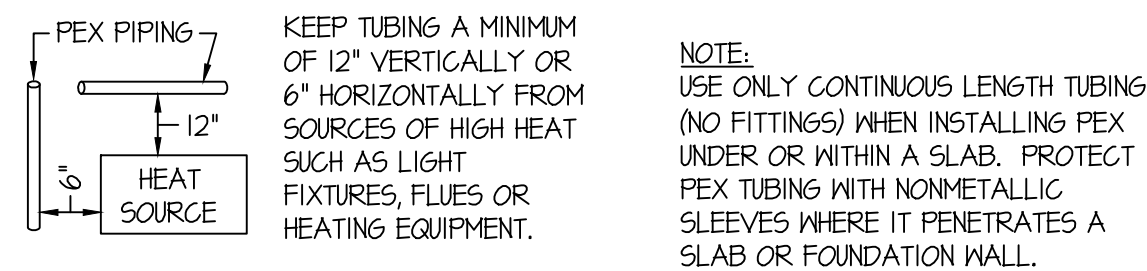 PEX PIPING
12"
6"
HEAT
SOURCE
KEEP TUBING A MINIMUM
OF 12" VERTICALLY OR
6" HORIZONTALLY FROM
SOURCES OF HIGH HEAT
SUCH AS LIGHT
FIXTURES, FLUES OR
HEATING EQUIPMENT.
NOTE:
USE ONLY CONTINUOUS LENGTH TUBING
(NO FITTINGS) WHEN INSTALLING PEX
UNDER OR WITHIN A SLAB. PROTECT
PEX TUBING WITH NONMETALLIC
SLEEVES WHERE IT PENETRATES A
SLAB OR FOUNDATION WALL.